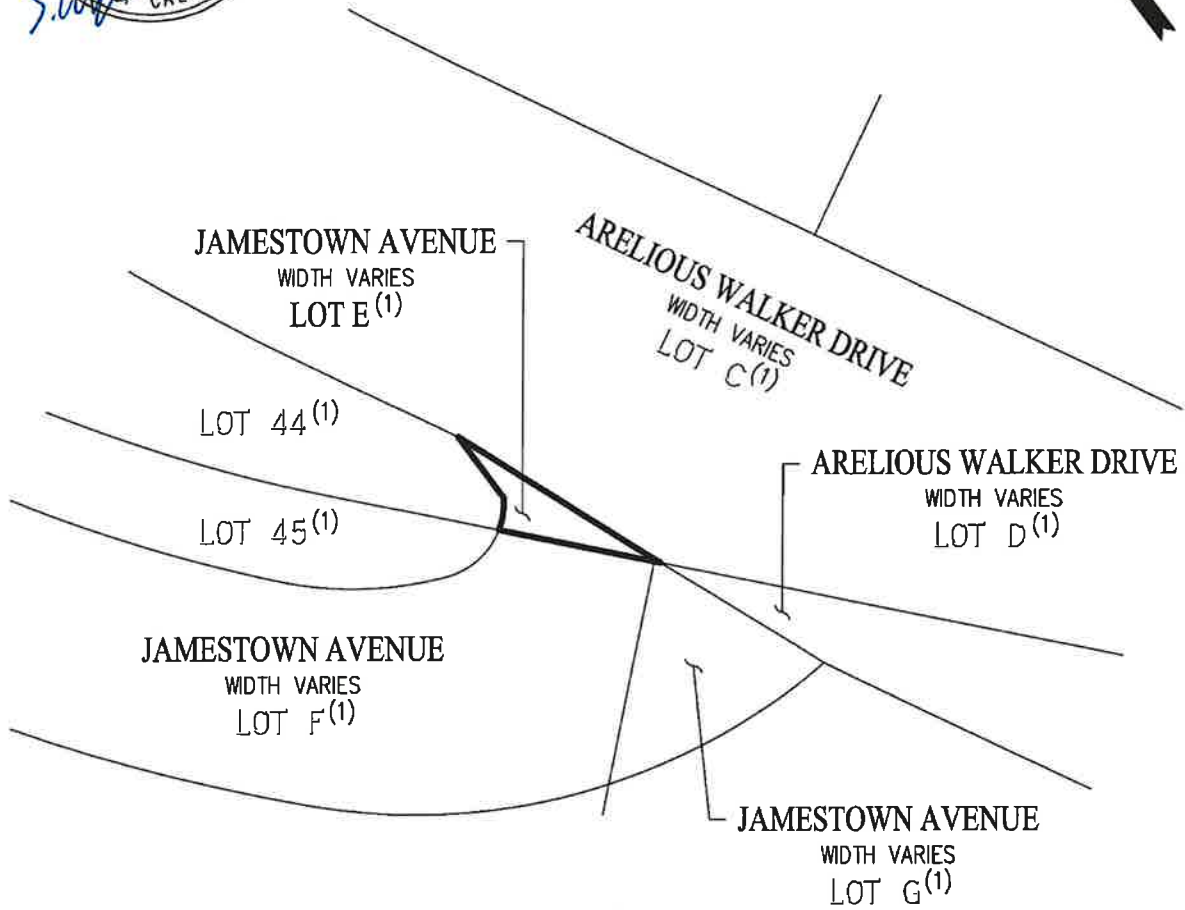 CAL
JAMESTOWN AVENUE
WIDTH VARIES
LOT E(1)
ARELIOUS WALKER DRIVE
WIDTH VARIES
LOT C(1)
LOT 44(1)
ARELIOUS WALKER DRIVE
WIDTH VARIES
LOT D(1)
LOT 45(1)
JAMESTOWN AVENUE
WIDTH VARIES
LOT F(1)
JAMESTOWN AVENUE
WIDTH VARIES
LOT G(1)